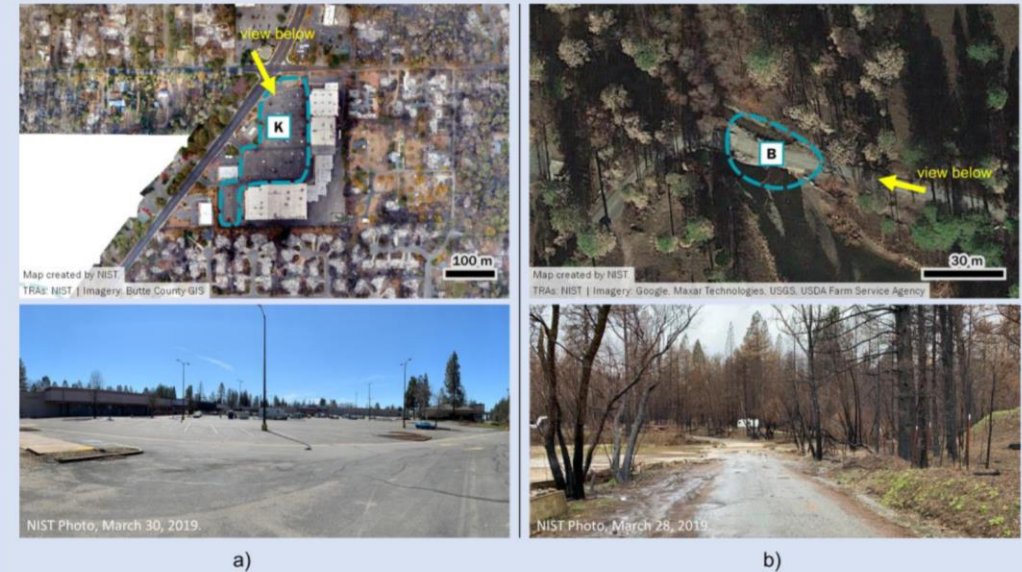 view below
K
100 m
Map created by NIST.
TRAs: NIST | Imagery: Butte County GIS
NIST Photo, March 30, 2019.
a)
view below
B
30 m
Map created by NIST.
TRAs: NIST | Imagery: Google, Maxar Technologies, USGS, USDA Farm Service Agency
NIST Photo, March 28, 2019.
b)